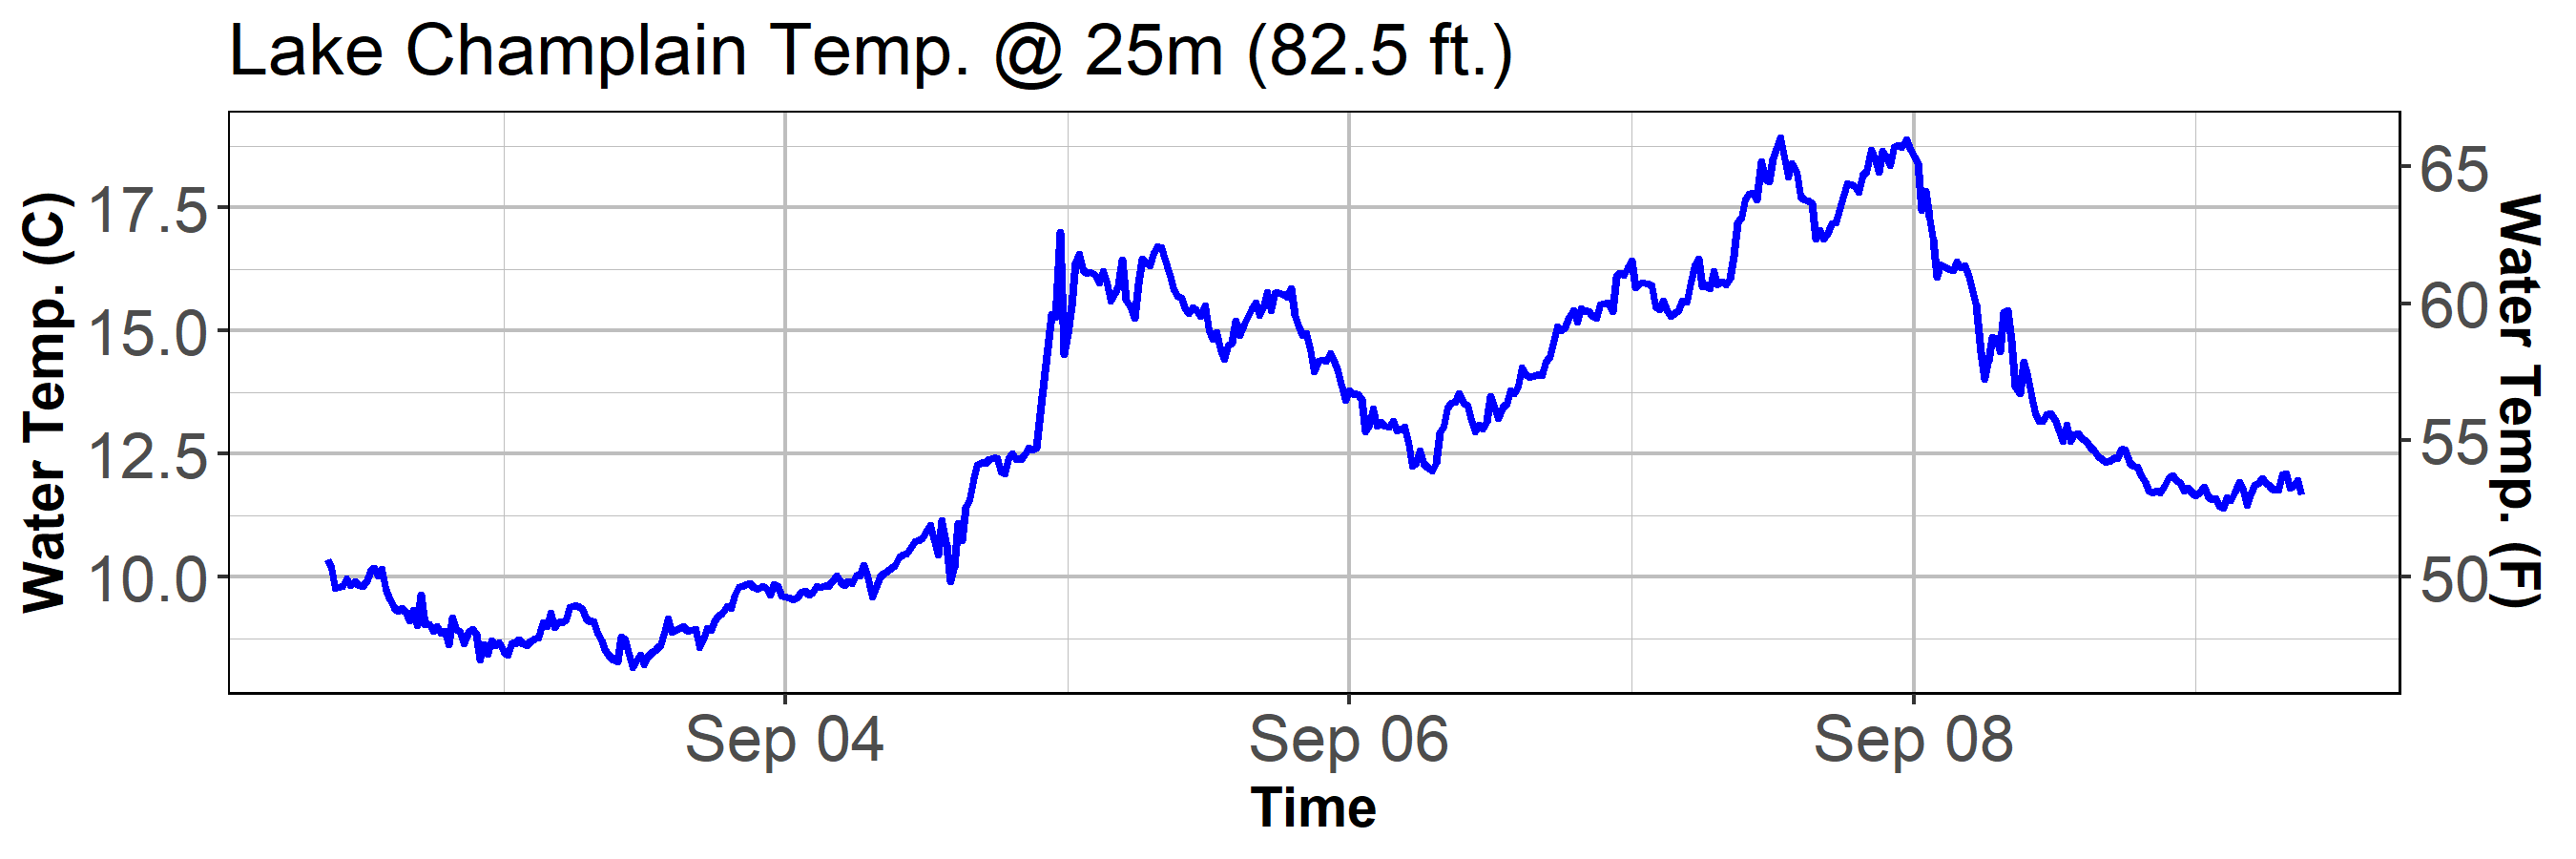 Lake Champlain Temp. @ 25m (82.5 ft.)
Water Temp. (C)
17.5
15.0
12.5
10.0
65
60
55
50
Water Temp. (F)
Sep 04
Sep 06
Sep 08
Time